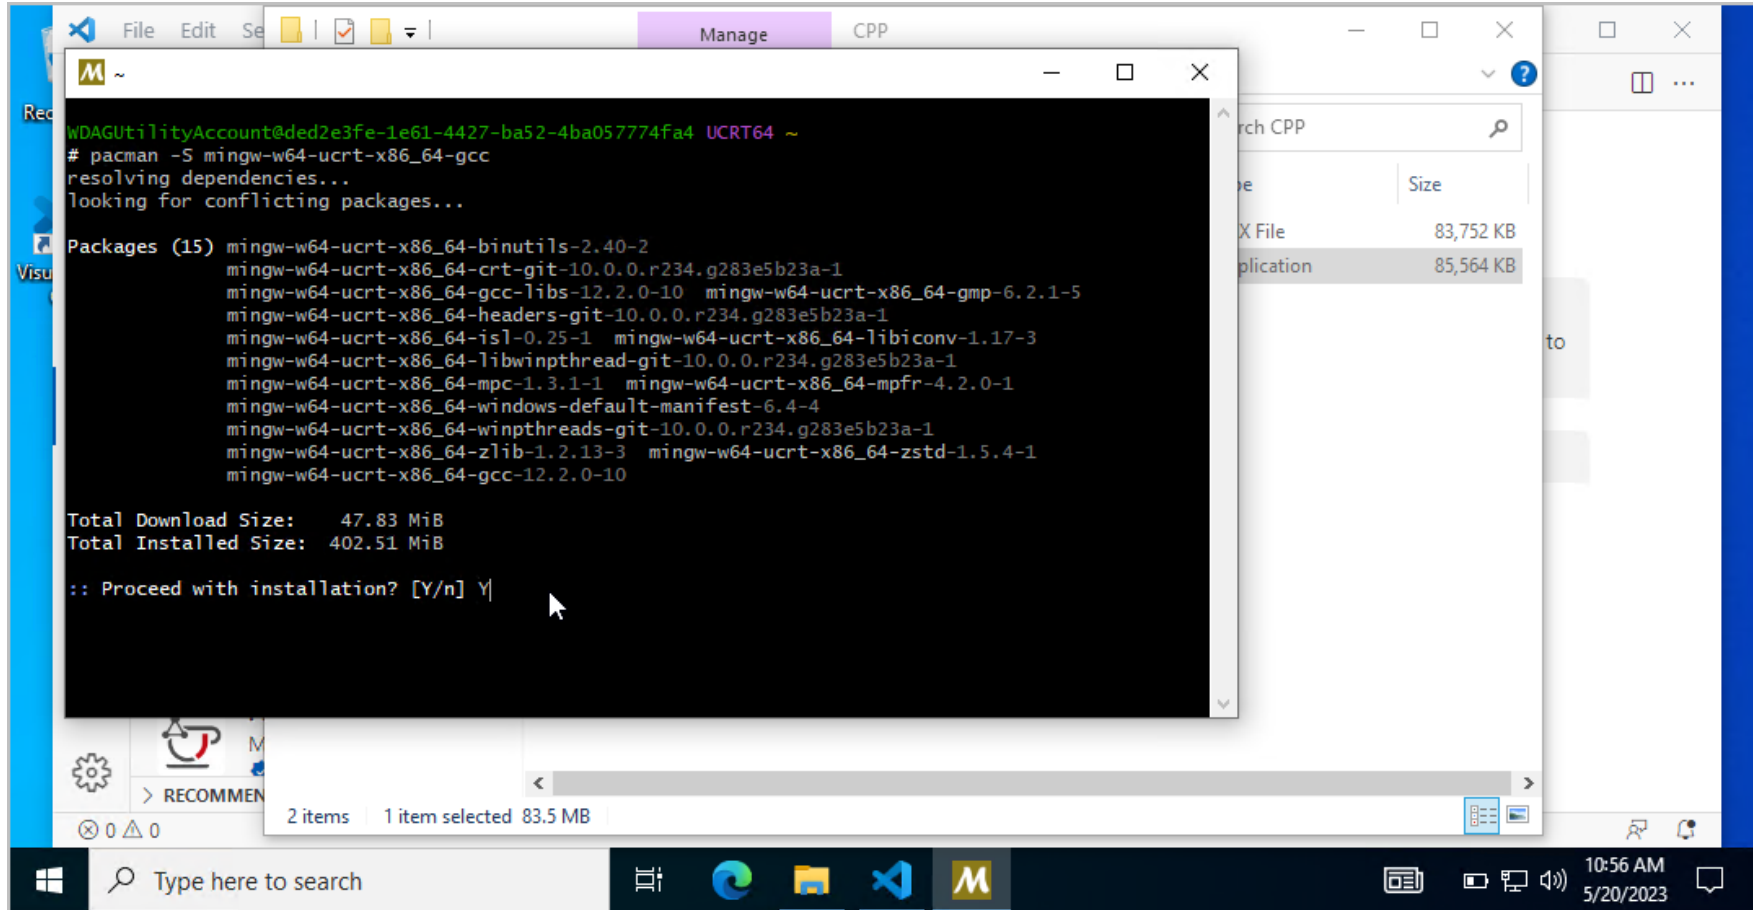 File Edit Se
Manage CPP
~
WDAGUtilityAccount@ded2e3fe-1e61-4427-ba52-4ba057774fa4 UCRT64 ~
# pacman -S mingw-w64-ucrt-x86_64-gcc
resolving dependencies...
looking for conflicting packages...
Packages (15) mingw-w64-ucrt-x86_64-binutils-2.40-2
mingw-w64-ucrt-x86_64-crt-git-10.0.0.r234.g283e5b23a-1
mingw-w64-ucrt-x86_64-gcc-libs-12.2.0-10 mingw-w64-ucrt-x86_64-gmp-6.2.1-5
mingw-w64-ucrt-x86_64-headers-git-10.0.0.r234.g283e5b23a-1
mingw-w64-ucrt-x86_64-isl-0.25-1 mingw-w64-ucrt-x86_64-libiconv-1.17-3
mingw-w64-ucrt-x86_64-libwinpthread-git-10.0.0.r234.g283e5b23a-1
mingw-w64-ucrt-x86_64-mpc-1.3.1-1 mingw-w64-ucrt-x86_64-mpfr-4.2.0-1
mingw-w64-ucrt-x86_64-windows-default-manifest-6.4-4
mingw-w64-ucrt-x86_64-winpthreads-git-10.0.0.r234.g283e5b23a-1
mingw-w64-ucrt-x86_64-zlib-1.2.13-3 mingw-w64-ucrt-x86_64-zstd-1.5.4-1
mingw-w64-ucrt-x86_64-gcc-12.2.0-10
Total Download Size: 47.83 MiB
Total Installed Size: 402.51 MiB
:: Proceed with installation? [Y/n] Y
Rec
Visu
rch CPP
pe Size
X File 83,752 KB
plication 85,564 KB
to
M
RECOMMEN
2 items 1 item selected 83.5 MB
0 0
Type here to search
10:56 AM
5/20/2023